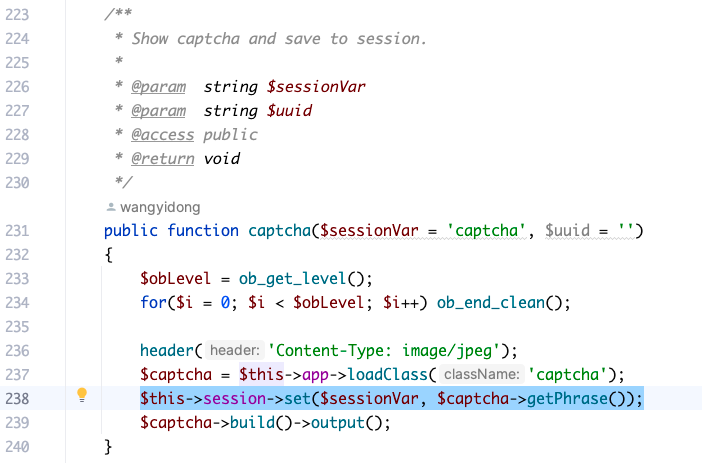 223 /**
224 * Show captcha and save to session.
225 *
226 * @param  string $sessionVar
227 * @param  string $uuid
228 * @access public
229 * @return void
230 */
wangyidong
231 public function captcha($sessionVar = 'captcha', $uuid = '')
232 {
233 $obLevel = ob_get_level();
234 for($i = 0; $i < $obLevel; $i++) ob_end_clean();
235
236 header( header: 'Content-Type: image/jpeg');
237 $captcha = $this->app->loadClass( className: 'captcha');
238 $this->session->set($sessionVar, $captcha->getPhrase());
239 $captcha->build()->output();
240 }